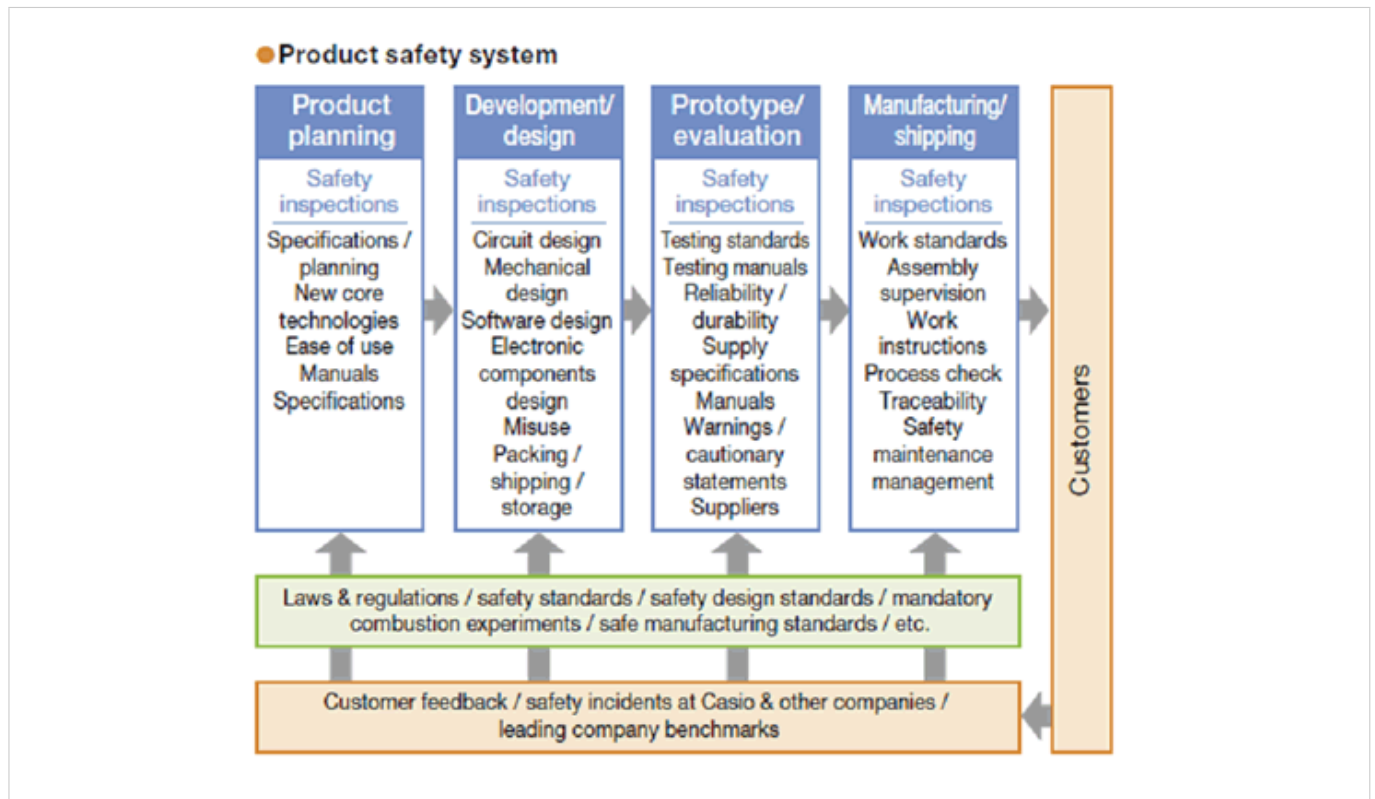 Product safety system
Product
planning
Safety
inspections
Specifications /
planning
New core
technologies
Ease of use
Manuals
Specifications
Development/
design
Safety
inspections
Circuit design
Mechanical
design
Software design
Electronic
components
design
Misuse
Packing /
shipping /
storage
Prototype/
evaluation
Safety
inspections
Testing standards
Testing manuals
Reliability /
durability
Supply
specifications
Manuals
Warnings /
cautionary
statements
Suppliers
Manufacturing/
shipping
Safety
inspections
Work standards
Assembly
supervision
Work
instructions
Process check
Traceability
Safety
maintenance
management
Customers
Laws & regulations / safety standards / safety design standards / mandatory
combustion experiments / safe manufacturing standards / etc.
Customer feedback / safety incidents at Casio & other companies /
leading company benchmarks